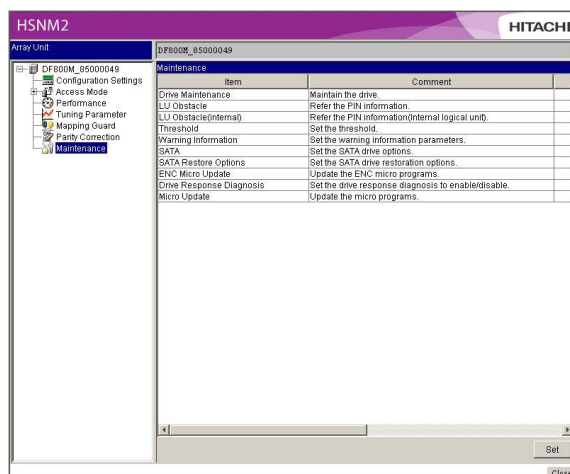 HSNM2
HITACHI
Array Unit
DF800M_85000049
DF800M_85000049
Configuration Settings
Access Mode
Performance
Tuning Parameter
Mapping Guard
Parity Correction
Maintenance
Maintenance
Item Comment
Drive Maintenance Maintain the drive.
LU Obstacle Refer the PIN information.
LU Obstacle(internal) Refer the PIN information(Internal logical unit).
Threshold Set the threshold.
Warning Information Set the warning information parameters.
SATA Set the SATA drive options.
SATA Restore Options Set the SATA drive restoration options.
ENC Micro Update Update the ENC micro programs.
Drive Response Diagnosis Set the drive response diagnosis to enable/disable.
Micro Update Update the micro programs.
Set
Close